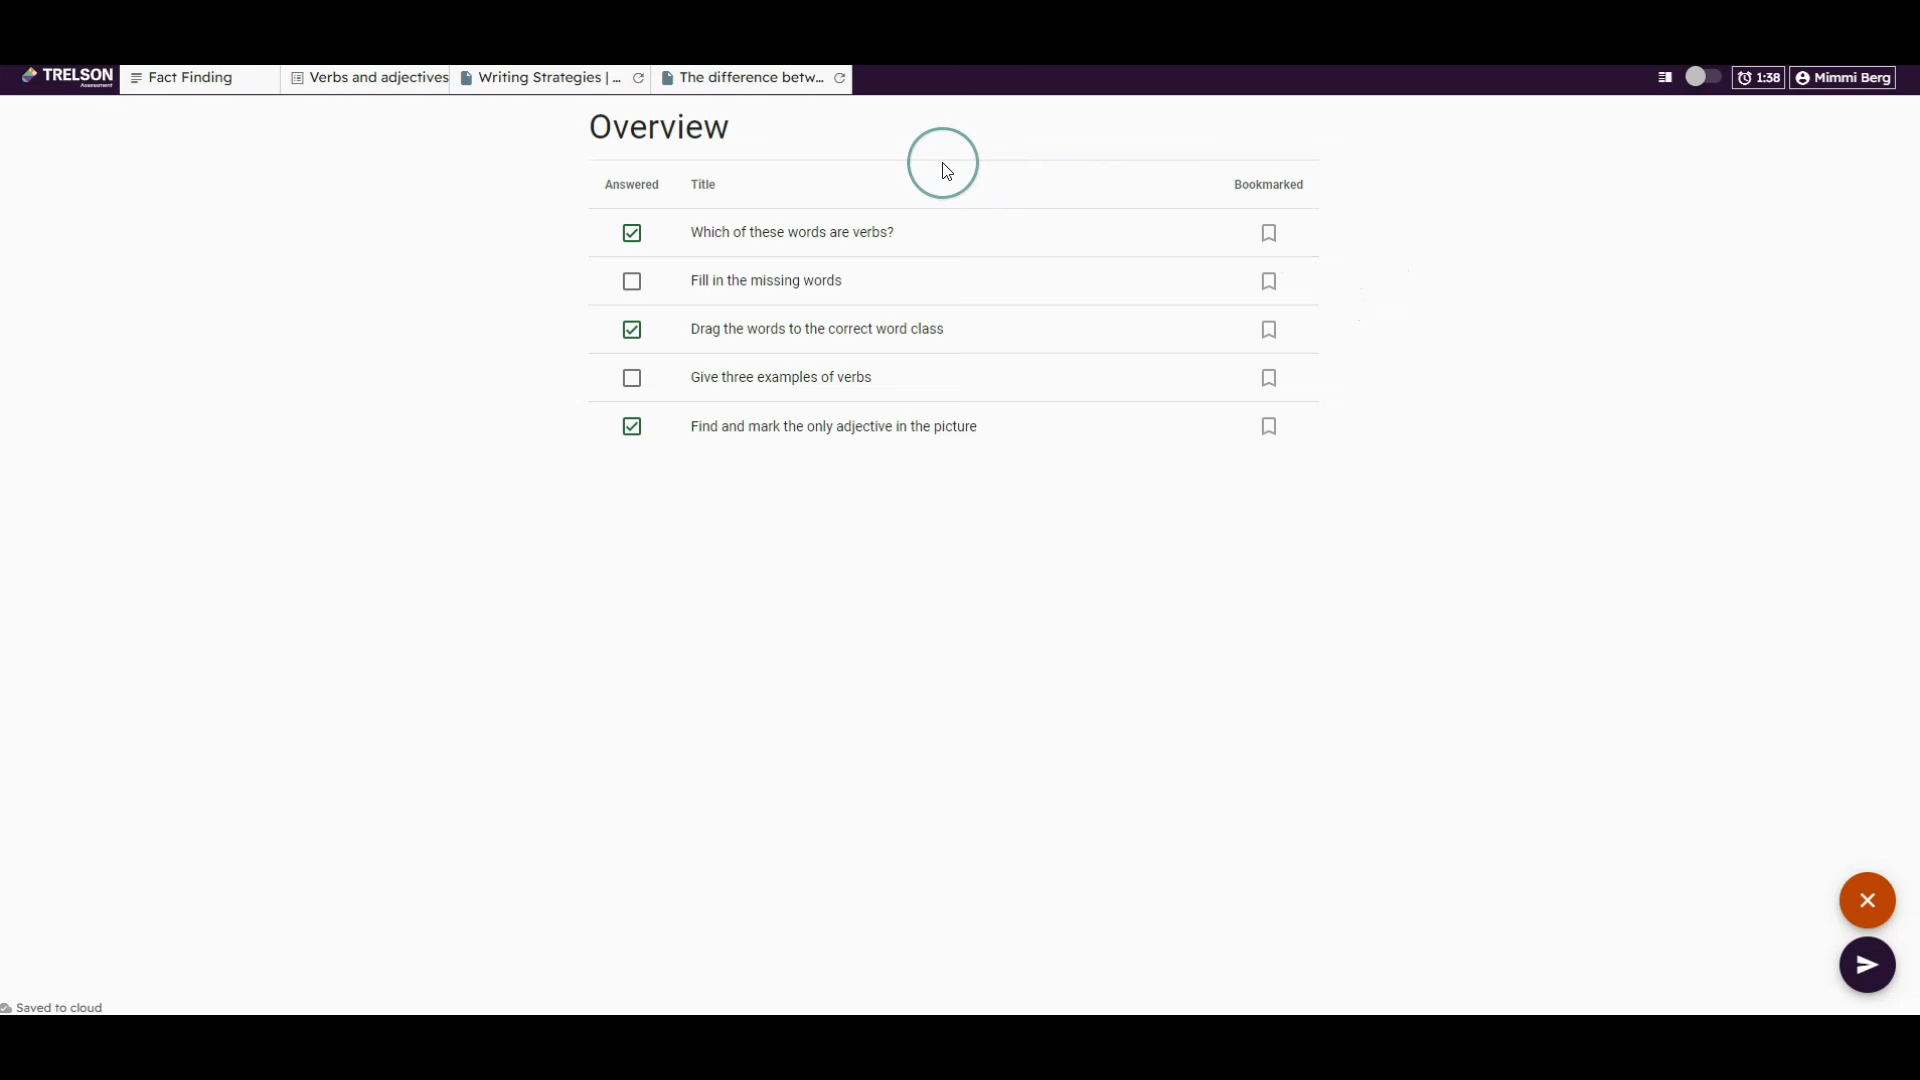 TRELSON
Assessment
Fact Finding
Verbs and adjectives
Writing Strategies | ...
The difference betw...
1:38
Mimmi Berg
Overview
Answered Title Bookmarked
Which of these words are verbs?
Fill in the missing words
Drag the words to the correct word class
Give three examples of verbs
Find and mark the only adjective in the picture
Saved to cloud